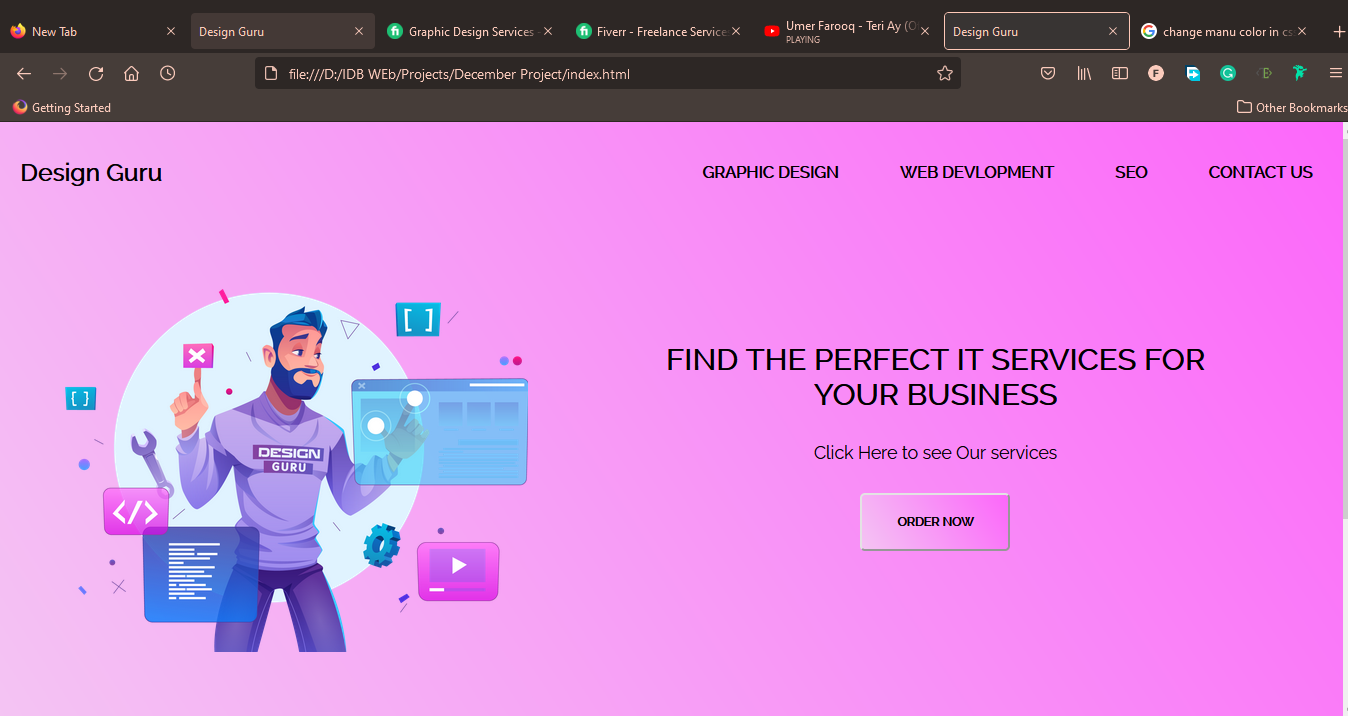 New Tab
Design Guru
Graphic Design Services -
Fiverr - Freelance Service
Umer Farooq - Teri Ay (O
PLAYING
Design Guru
change manu color in cs
file:///D:/IDB WEb/Projects/December Project/index.html
Getting Started
Other Bookmarks
Design Guru
GRAPHIC DESIGN
WEB DEVLOPMENT
SEO
CONTACT US
FIND THE PERFECT IT SERVICES FOR
YOUR BUSINESS
Click Here to see Our services
ORDER NOW
[ ]
{ }
DESIGN
GURU
</>